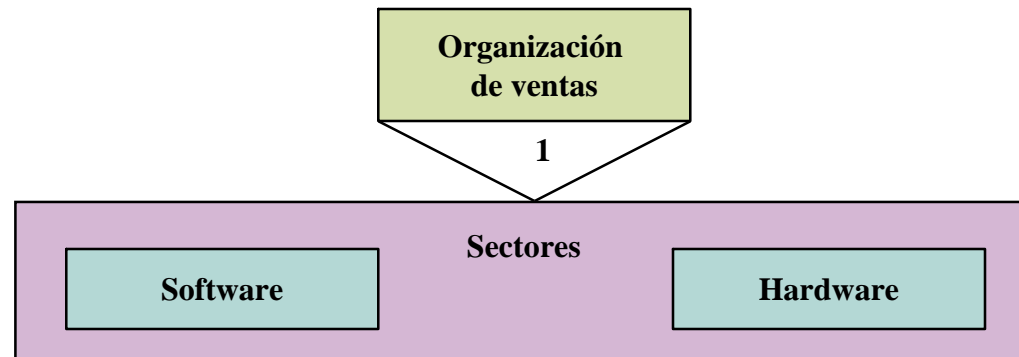 Organización
de ventas
1
Sectores
Software
Hardware